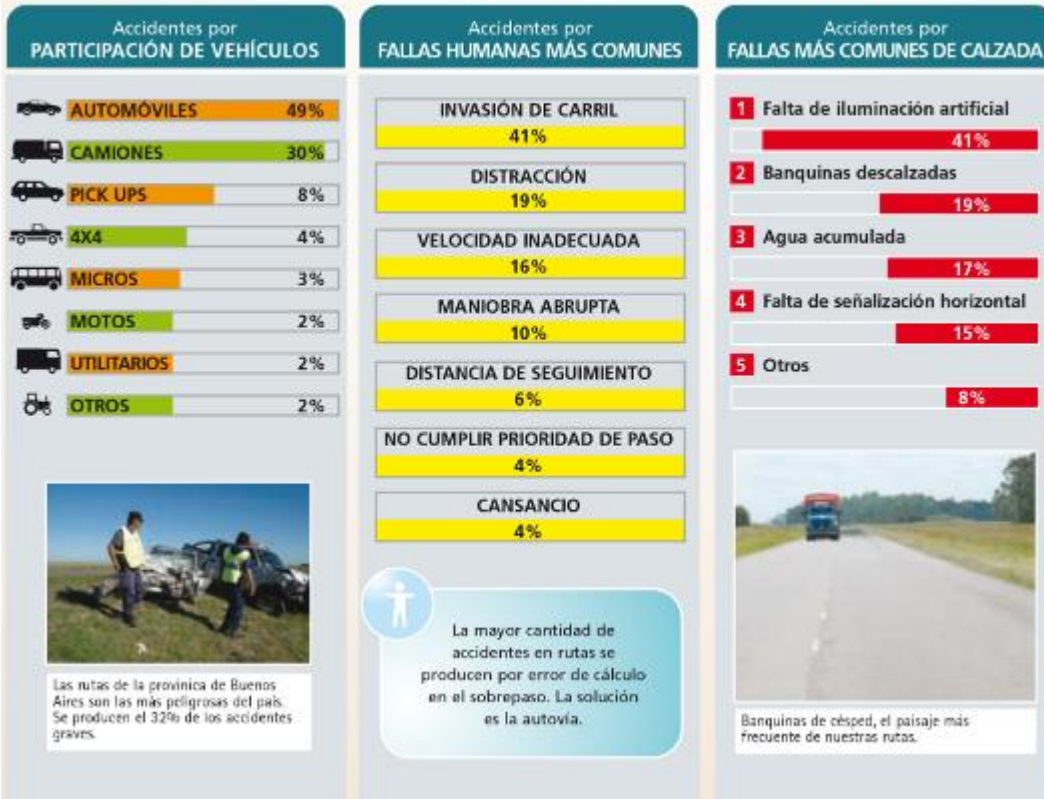 Accidentes por
PARTICIPACIÓN DE VEHÍCULOS
AUTOMÓVILES 49%
CAMIONES 30%
PICK UPS 8%
4X4 4%
MICROS 3%
MOTOS 2%
UTILITARIOS 2%
OTROS 2%
Las rutas de la provinica de Buenos
Aires son las más peligrosas del país.
Se producen el 32% de los accidentes
graves.
Accidentes por
FALLAS HUMANAS MÁS COMUNES
INVASIÓN DE CARRIL
41%
DISTRACCIÓN
19%
VELOCIDAD INADECUADA
16%
MANIOBRA ABRUPTA
10%
DISTANCIA DE SEGUIMIENTO
6%
NO CUMPLIR PRIORIDAD DE PASO
4%
CANSANCIO
4%
La mayor cantidad de
accidentes en rutas se
producen por error de cálculo
en el sobrepaso. La solución
es la autovía.
Accidentes por
FALLAS MÁS COMUNES DE CALZADA
1 Falta de iluminación artificial
41%
2 Banquinas descalzadas
19%
3 Agua acumulada
17%
4 Falta de señalización horizontal
15%
5 Otros
8%
Banquinas de césped, el paisaje más
frecuente de nuestras rutas.